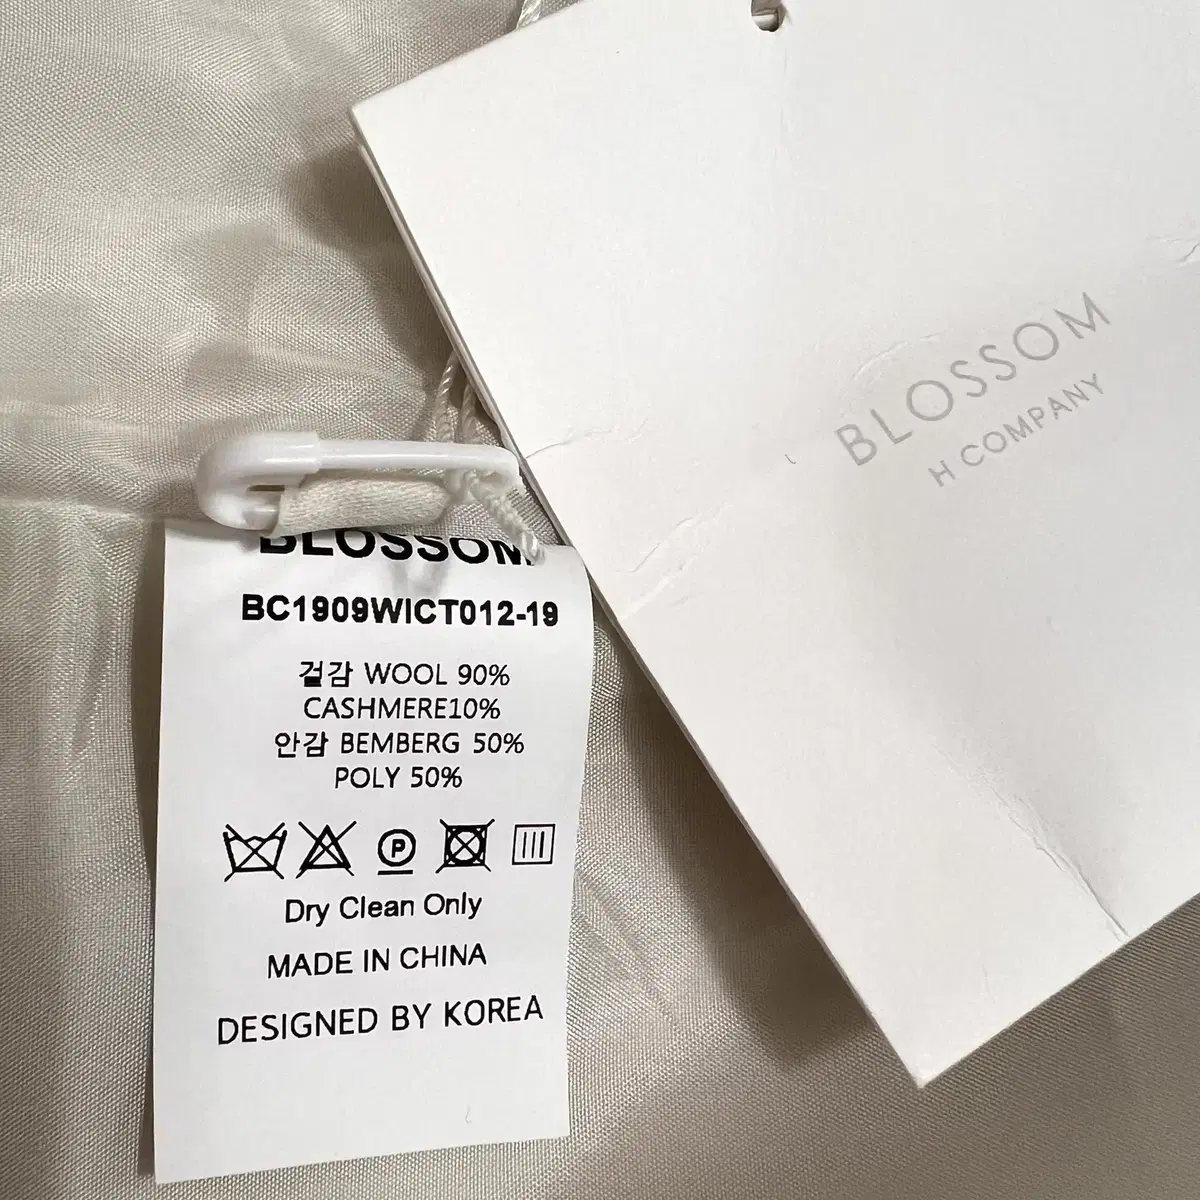 BLOSSOM
H COMPANY
BLOSSOM
BC1909WICT012-19
겉감 WOOL 90%
CASHMERE10%
안감 BEMBERG 50%
POLY 50%
P
Dry Clean Only
MADE IN CHINA
DESIGNED BY KOREA